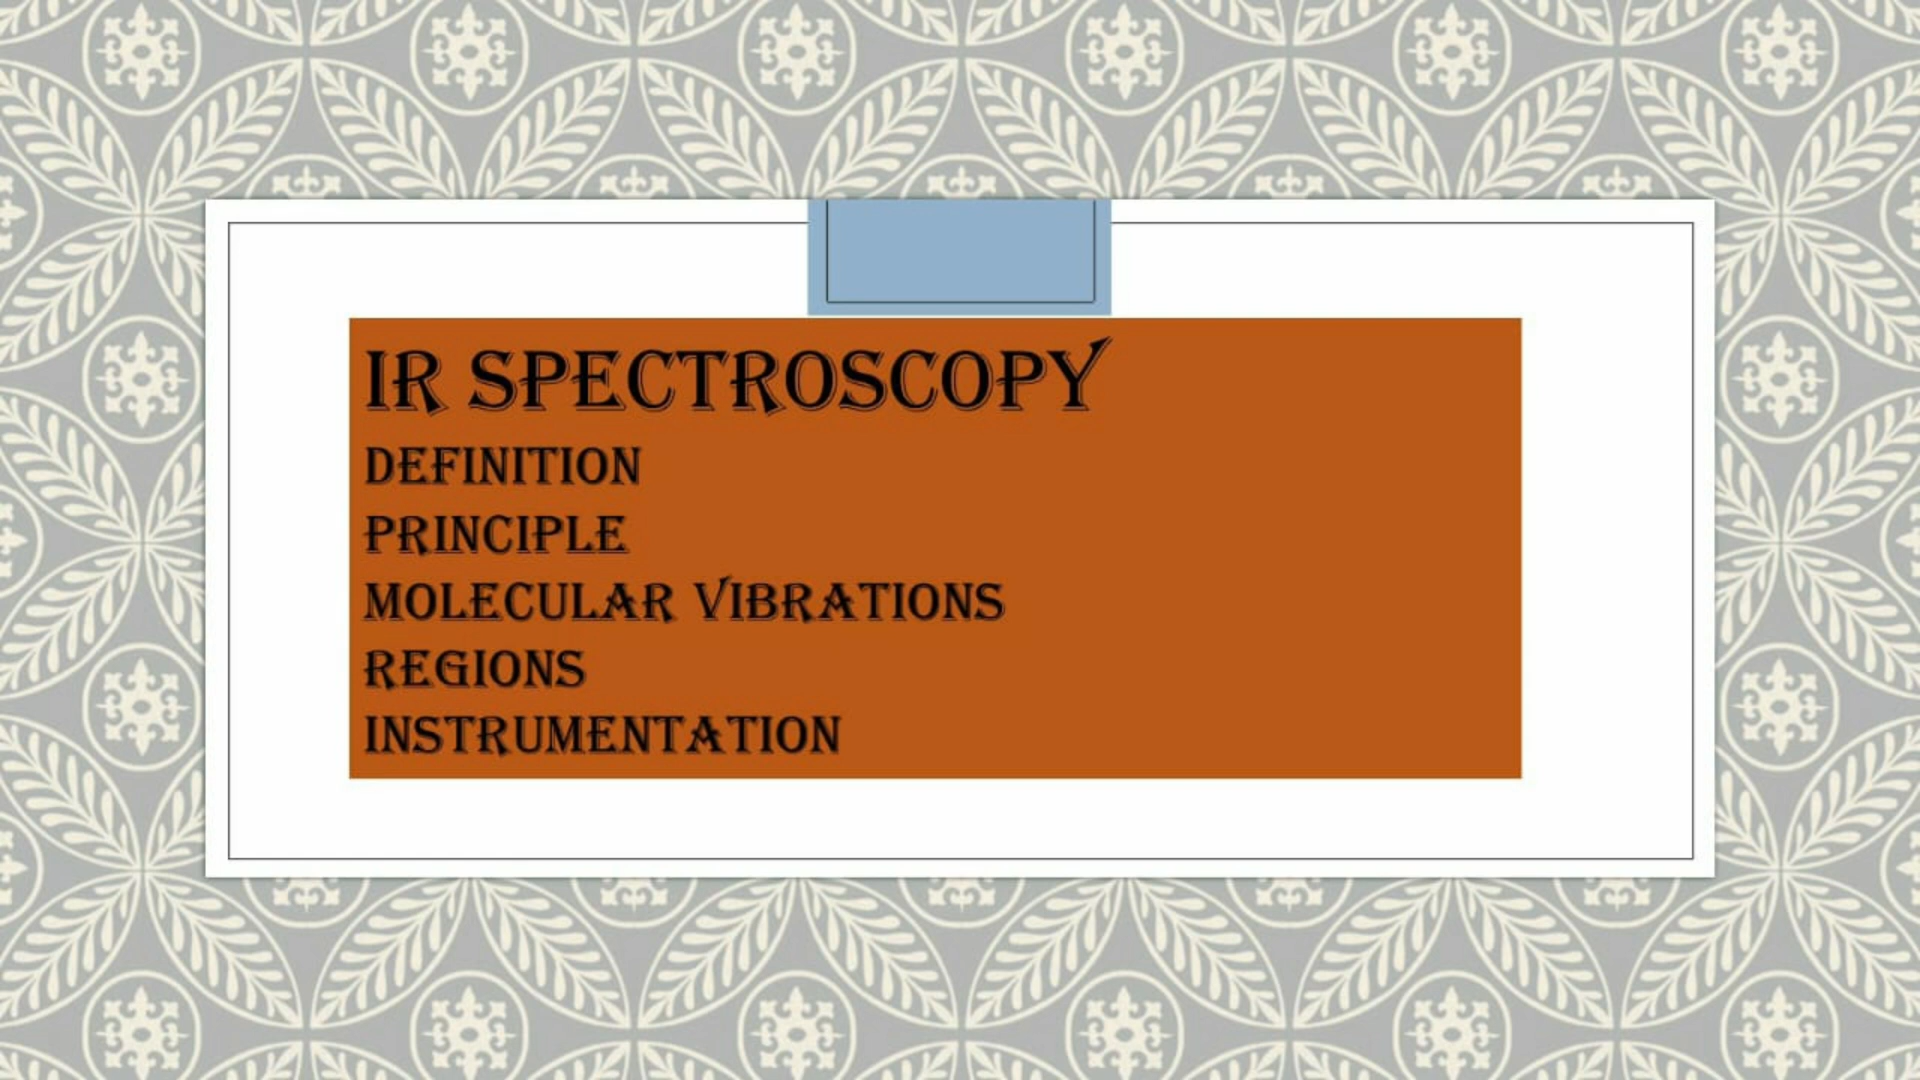 IR SPECTROSCOPY
DEFINITION
PRINCIPLE
MOLECULAR VIBRATIONS
REGIONS
INSTRUMENTATION